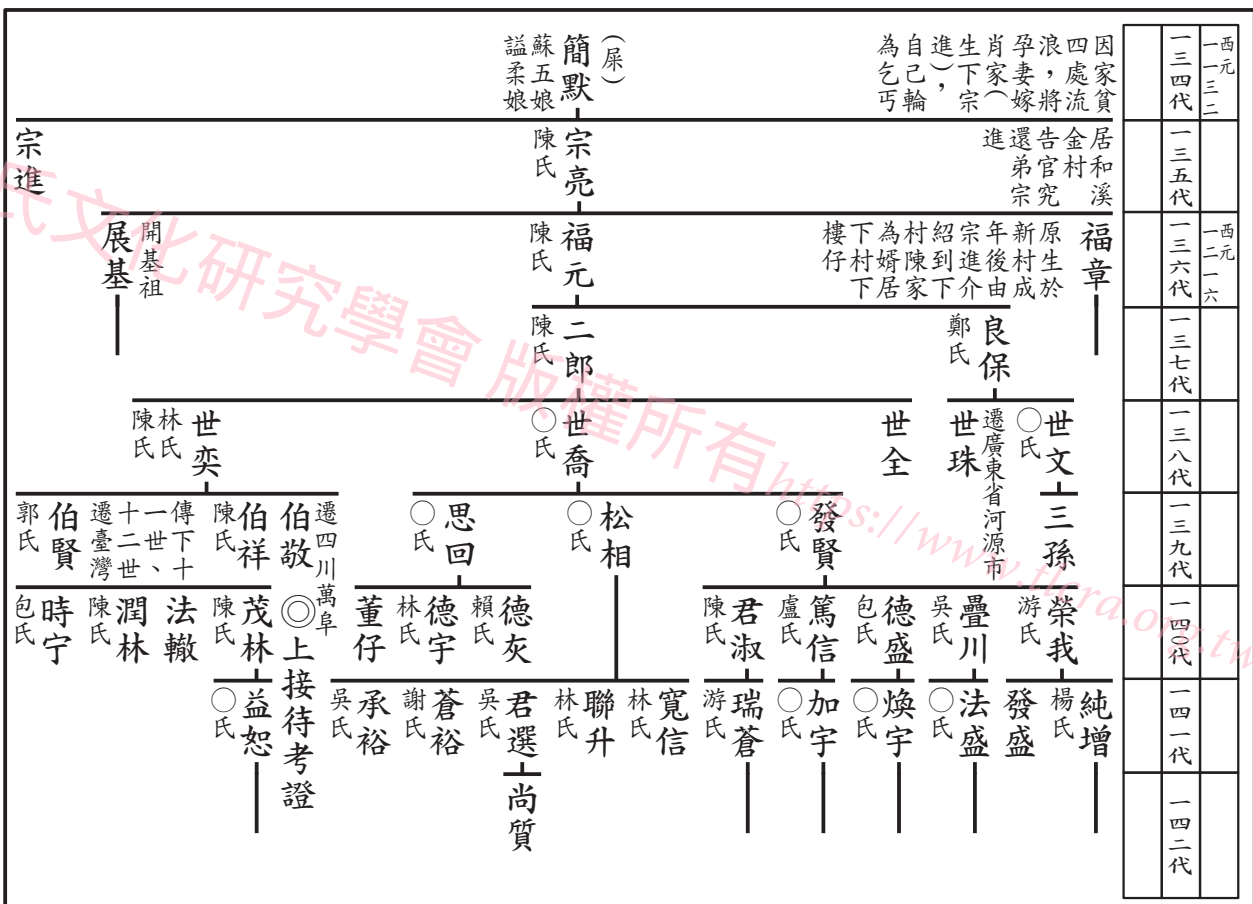 西元一一三二
一三四代
因家貧
四處流
浪，將
孕妻嫁
肖家（
生下宗
進），
自己輪
為乞丐
（屎）
簡默
蘇五娘
謚柔娘
一三五代
居和溪
金村
告官究
還弟宗
進
宗亮
陳氏
宗進
西元一二一六
一三六代
福章
原生於
新村成
年後由
宗進介
紹到下
村陳家
為婿居
下村下
樓仔
福元
陳氏
開基祖
展基
一三七代
良保
鄭氏
二郎
陳氏
一三八代
世文
〇氏
遷廣東省河源市
世珠
世全
世喬
〇氏
世奕
林氏
陳氏
一三九代
三孫
發賢
〇氏
松相
〇氏
思回
〇氏
遷四川萬阜
伯敬
伯祥
陳氏
傳下十
一世、
十二世
遷臺灣
伯賢
郭氏
一四〇代
榮我
游氏
疊川
吳氏
德盛
包氏
篤信
盧氏
君淑
陳氏
德灰
賴氏
德宇
林氏
董仔
◎上接待考證
茂林
陳氏
法轍
潤林
陳氏
時宁
包氏
一四一代
純增
楊氏
發盛
法盛
〇氏
煥宇
〇氏
加宇
〇氏
瑞蒼
游氏
寬信
林氏
聯升
林氏
君選
吳氏
蒼裕
謝氏
承裕
吳氏
益恕
〇氏
一四二代
尚質
氏文化研究學會 版權所有https://www.tlcra.org.tw